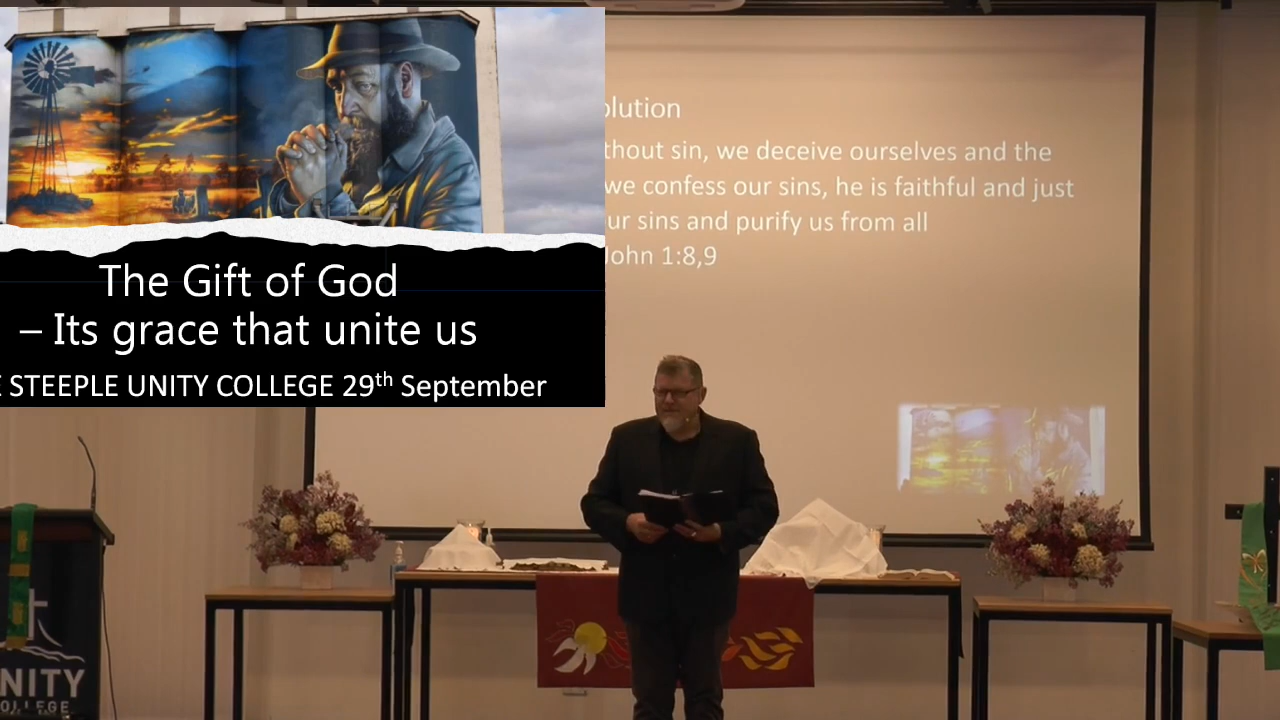 The Gift of God
– Its grace that unite us
STEEPLE UNITY COLLEGE 29th September
olution
thout sin, we deceive ourselves and the
we confess our sins, he is faithful and just
ur sins and purify us from all
John 1:8,9
NITY
OLLEGE